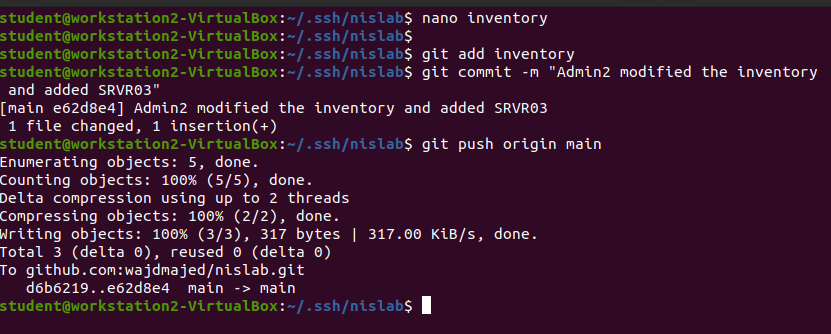 student@workstation2-VirtualBox:~/.ssh/nislab$ nano inventory
student@workstation2-VirtualBox:~/.ssh/nislab$
student@workstation2-VirtualBox:~/.ssh/nislab$ git add inventory
student@workstation2-VirtualBox:~/.ssh/nislab$ git commit -m "Admin2 modified the inventory
 and added SRVR03"
[main e62d8e4] Admin2 modified the inventory and added SRVR03
 1 file changed, 1 insertion(+)
student@workstation2-VirtualBox:~/.ssh/nislab$ git push origin main
Enumerating objects: 5, done.
Counting objects: 100% (5/5), done.
Delta compression using up to 2 threads
Compressing objects: 100% (2/2), done.
Writing objects: 100% (3/3), 317 bytes | 317.00 KiB/s, done.
Total 3 (delta 0), reused 0 (delta 0)
To github.com:wajdmajed/nislab.git
   d6b6219..e62d8e4  main -> main
student@workstation2-VirtualBox:~/.ssh/nislab$